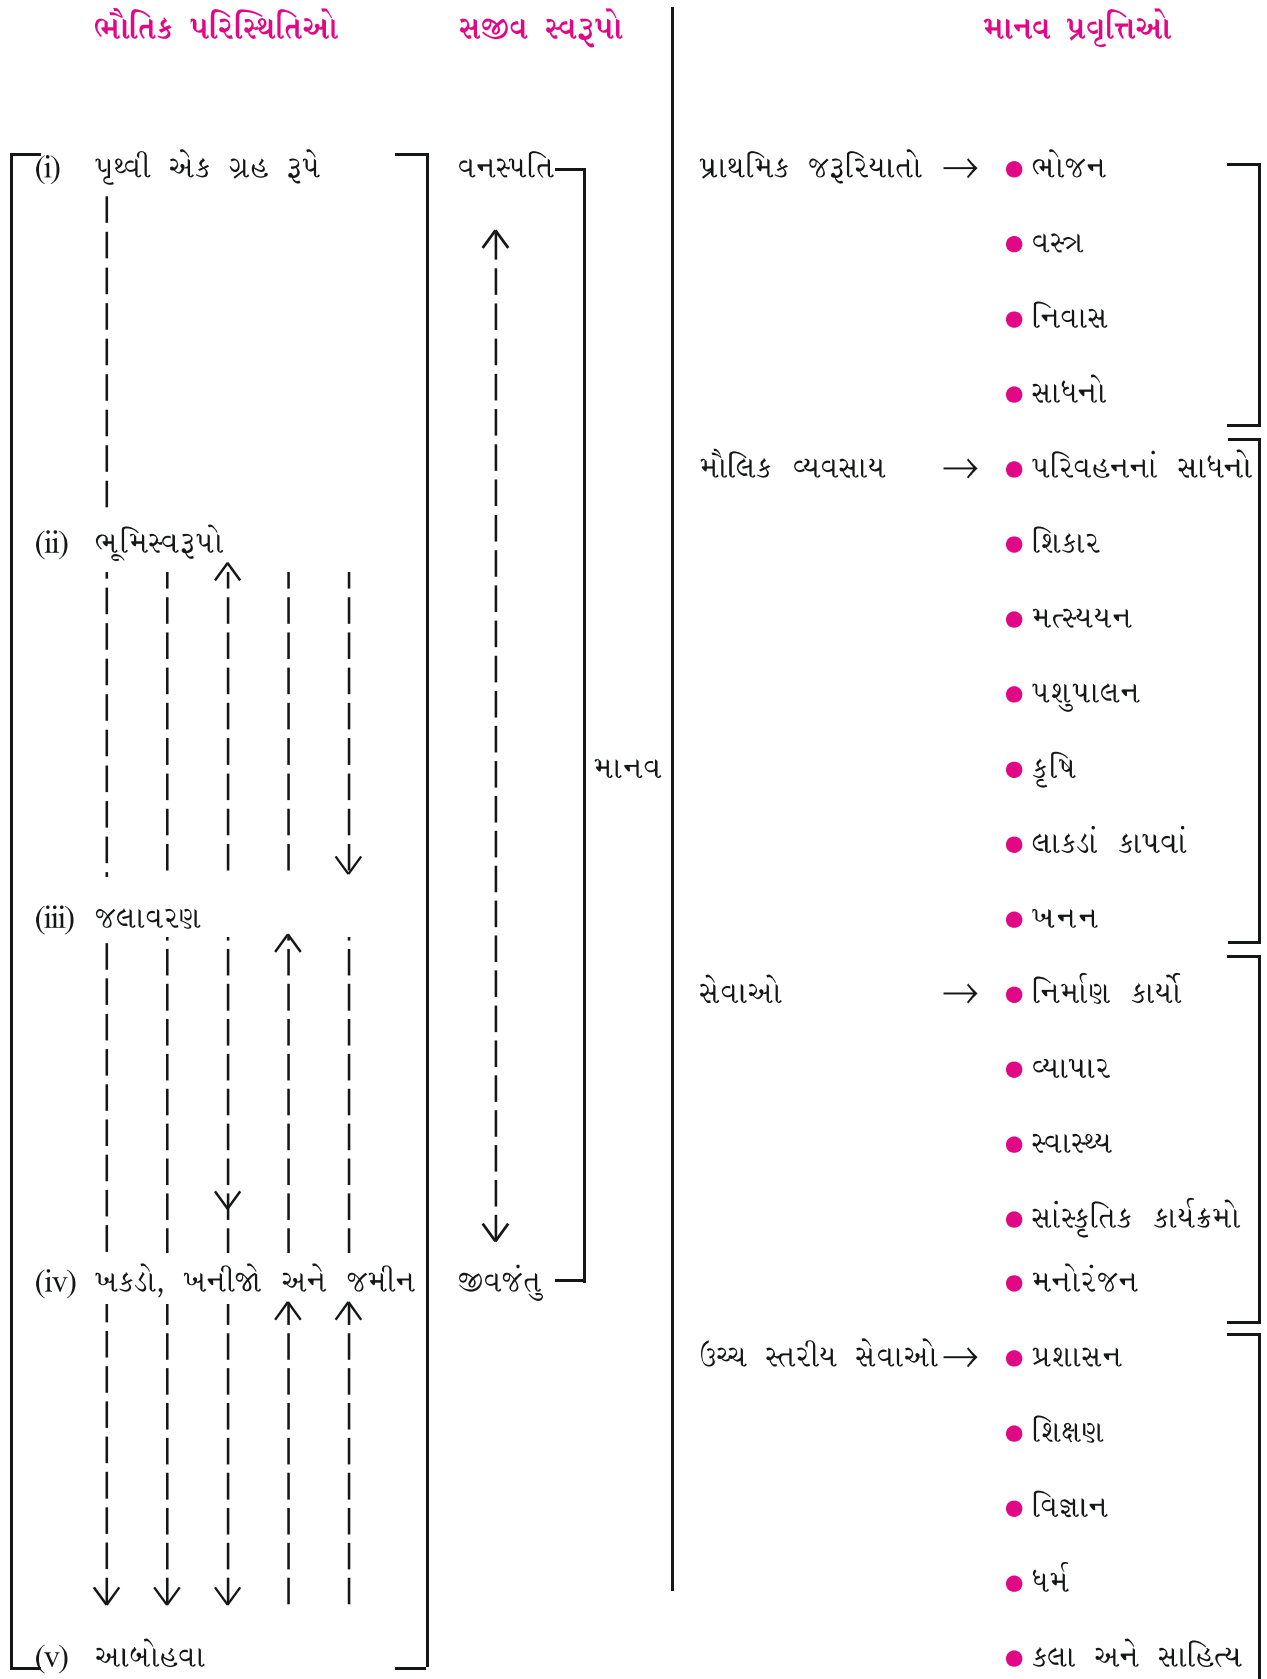 ભૌતિક પરિસ્થિતિઓ સજીવ સ્વરૂપો માનવ પ્રવૃત્તિઓ
(i) પૃથ્વી એક ગ્રહ રૂપે વનસ્પતિ પ્રાથમિક જરૂરિયાતો → ● ભોજન
● વસ્ત્ર
● નિવાસ
● સાધનો
મૌલિક વ્યવસાય → ● પરિવહનનાં સાધનો
(ii) ભૂમિસ્વરૂપો ● શિકાર
● મત્સ્યયન
● પશુપાલન
માનવ ● કૃષિ
● લાકડાં કાપવાં
(iii) જલાવરણ ● ખનન
સેવાઓ → ● નિર્માણ કાર્યો
● વ્યાપાર
● સ્વાસ્થ્ય
● સાંસ્કૃતિક કાર્યક્રમો
(iv) ખકડો, ખનીજો અને જમીન જીવજંતુ ● મનોરંજન
ઉચ્ચ સ્તરીય સેવાઓ → ● પ્રશાસન
● શિક્ષણ
● વિજ્ઞાન
● ધર્મ
(v) આબોહવા ● કલા અને સાહિત્ય